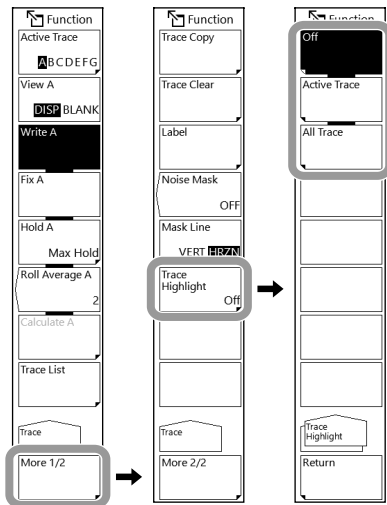 Function
Active Trace
ABCDEFG
View A
DISP BLANK
Write A
Fix A
Hold A
Max Hold
Roll Average A
2
Calculate A
Trace List
Trace
More 1/2
Function
Trace Copy
Trace Clear
Label
Noise Mask
OFF
Mask Line
VERT HRZN
Trace
Highlight
Off
Trace
More 2/2
Function
Off
Active Trace
All Trace
Trace
Highlight
Return